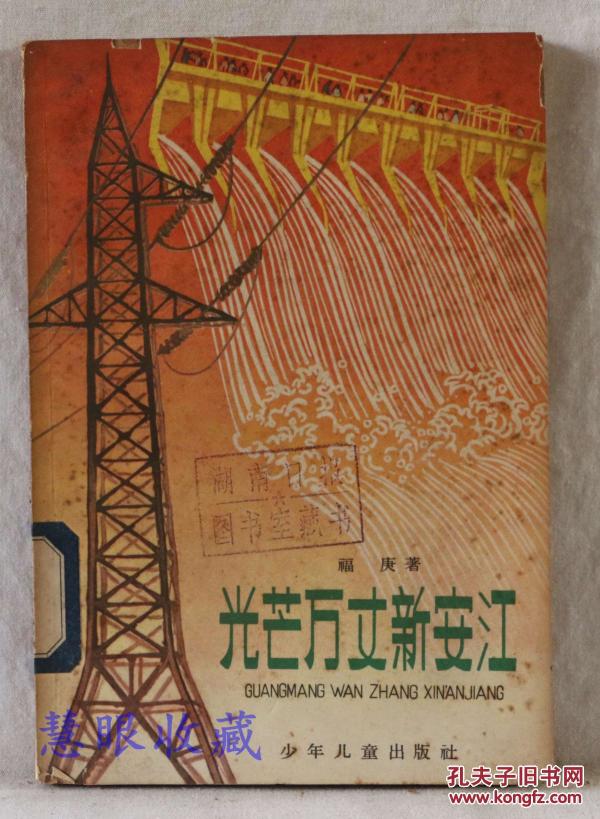 湖南日报
图书室藏书
福 庚著
光芒万丈新安江
GUANGMANG WAN ZHANG XIN'ANJIANG
少年儿童出版社
慧眼收藏
孔夫子旧书网
www.kongfz.com